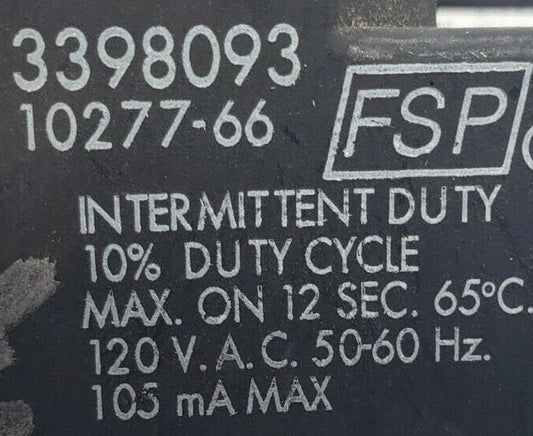 3398093
10277-66
FSP
INTERMITTENT DUTY
10% DUTY CYCLE
MAX. ON 12 SEC. 65°C.
120 V. A. C. 50-60 Hz.
105 mA MAX